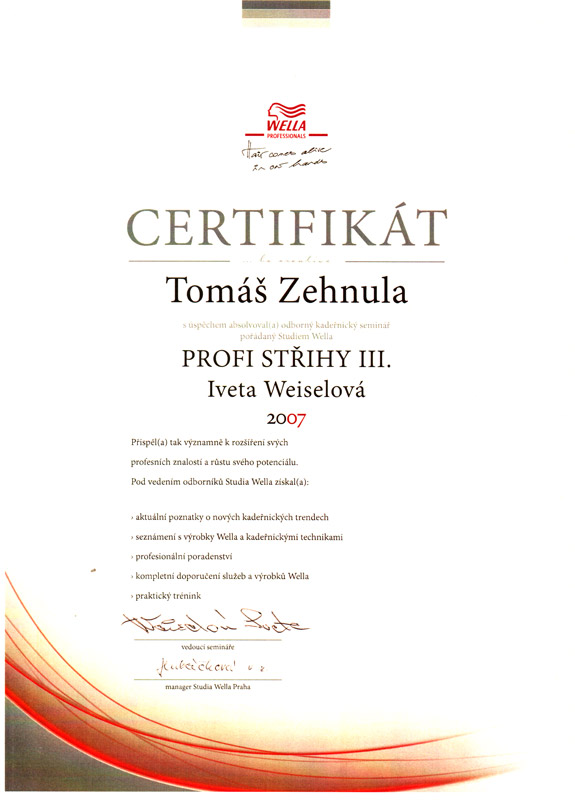 WELLA
PROFESSIONALS
Hair comes alive
in our hands
CERTIFIKÁT
Tomáš Zehnula
s úspěchem absolvoval(a) odborný kadeřnický seminář
pořádaný Studiem Wella
PROFI STŘIHY III.
Iveta Weiselová
2007
Přispěl(a) tak významně k rozšíření svých
profesních znalostí a růstu svého potenciálu.
Pod vedením odborníků Studia Wella získal(a):
› aktuální poznatky o nových kadeřnických trendech
› seznámení s výrobky Wella a kadeřnickými technikami
› profesionální poradenství
› kompletní doporučení služeb a výrobků Wella
› praktický trénink
Weiselová Iveta
vedoucí semináře
manager Studia Wella Praha